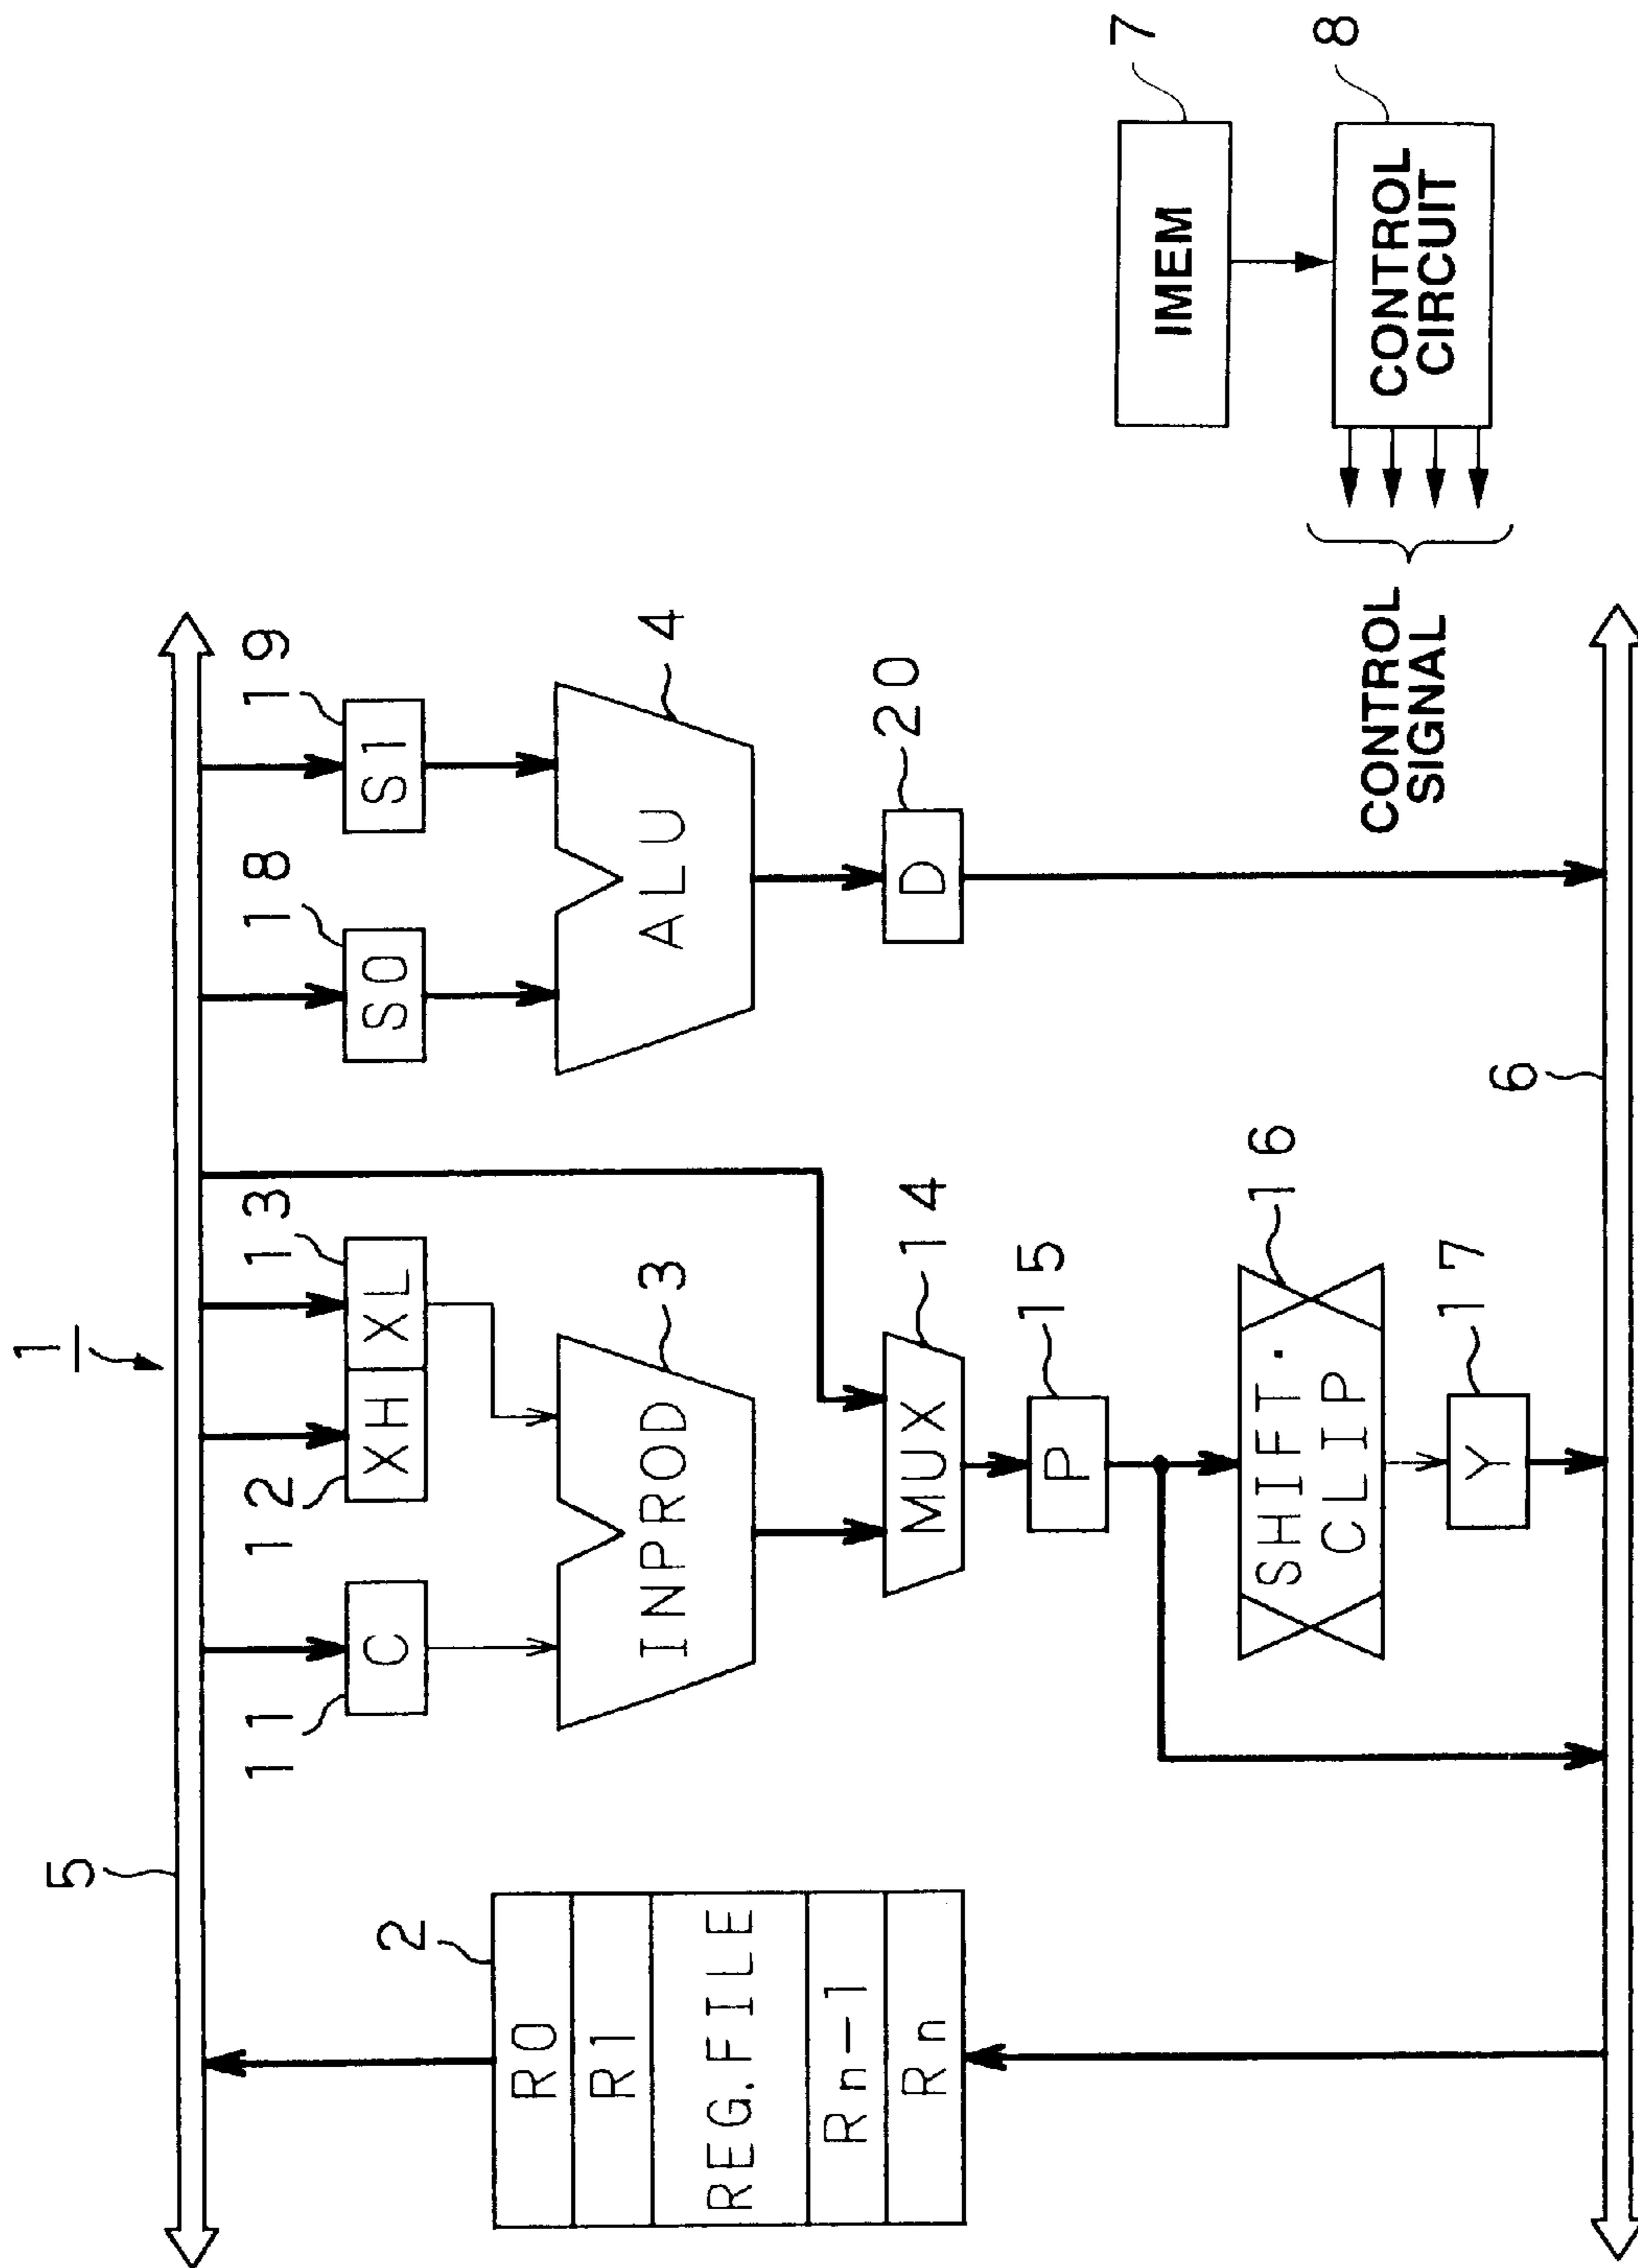 1
5
2
R0
R1
REG.FILE
Rn-1
Rn
11
C
12
XH
XL
13
INPROD
3
MUX
14
P
15
SHIFT·
CLIP
16
Y
17
18
S0
S1
19
ALU
4
D
20
6
IMEM
7
CONTROL
CIRCUIT
8
CONTROL
SIGNAL